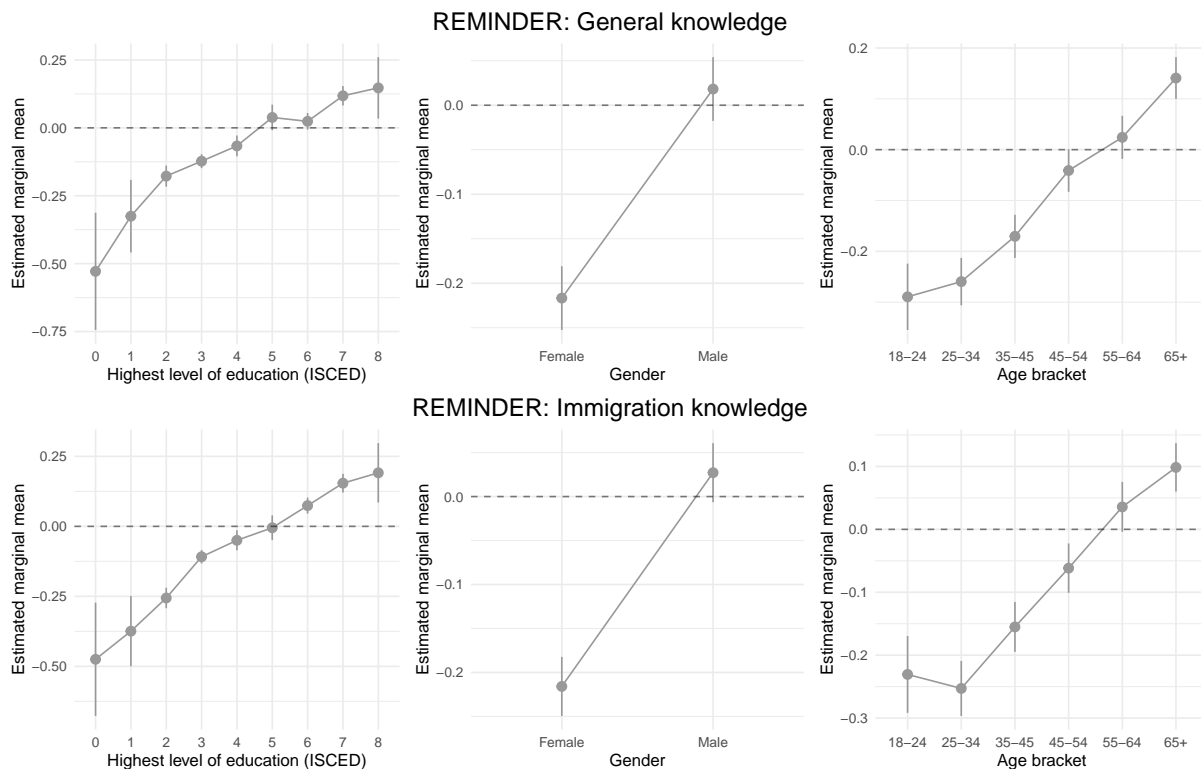 REMINDER: General knowledge
Estimated marginal mean
0.25
0.00
−0.25
−0.50
−0.75
0 1 2 3 4 5 6 7 8
Highest level of education (ISCED)
Estimated marginal mean
0.0
−0.1
−0.2
Female Male
Gender
Estimated marginal mean
0.2
0.0
−0.2
18−24 25−34 35−45 45−54 55−64 65+
Age bracket
REMINDER: Immigration knowledge
Estimated marginal mean
0.25
0.00
−0.25
−0.50
0 1 2 3 4 5 6 7 8
Highest level of education (ISCED)
Estimated marginal mean
0.0
−0.1
−0.2
Female Male
Gender
Estimated marginal mean
0.1
0.0
−0.1
−0.2
−0.3
18−24 25−34 35−45 45−54 55−64 65+
Age bracket